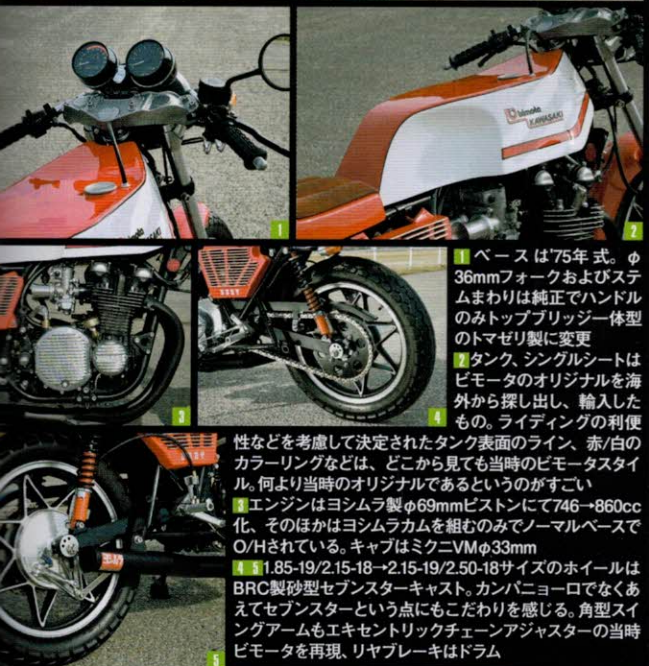 bimota
KAWASAKI
1
2
3
4
5
1 ベースは'75年式。φ
36mmフォークおよびステ
ムまわりは純正でハンドル
のみトップブリッジ一体型
のトマゼリ製に変更
2 タンク、シングルシートは
ビモータのオリジナルを海
外から探し出し、輸入した
もの。ライディングの利便
性などを考慮して決定されたタンク表面のライン、赤/白の
カラーリングなどは、どこから見ても当時のビモータスタイ
ル。何より当時のオリジナルであるというのがすごい
3 エンジンはヨシムラ製φ69mmピストンにて746→860cc
化、そのほかはヨシムラカムを組むのみでノーマルベースで
O/Hされている。キャブはミクニVMφ33mm
4 5 1.85-19/2.15-18→2.15-19/2.50-18サイズのホイールは
BRC製砂型セブンスターキャスト。カンパニョーロでなくあ
えてセブンスターという点にもこだわりを感じる。角型スイ
ングアームもエキセントリックチェーンアジャスターの当時
ビモータを再現、リヤブレーキはドラム